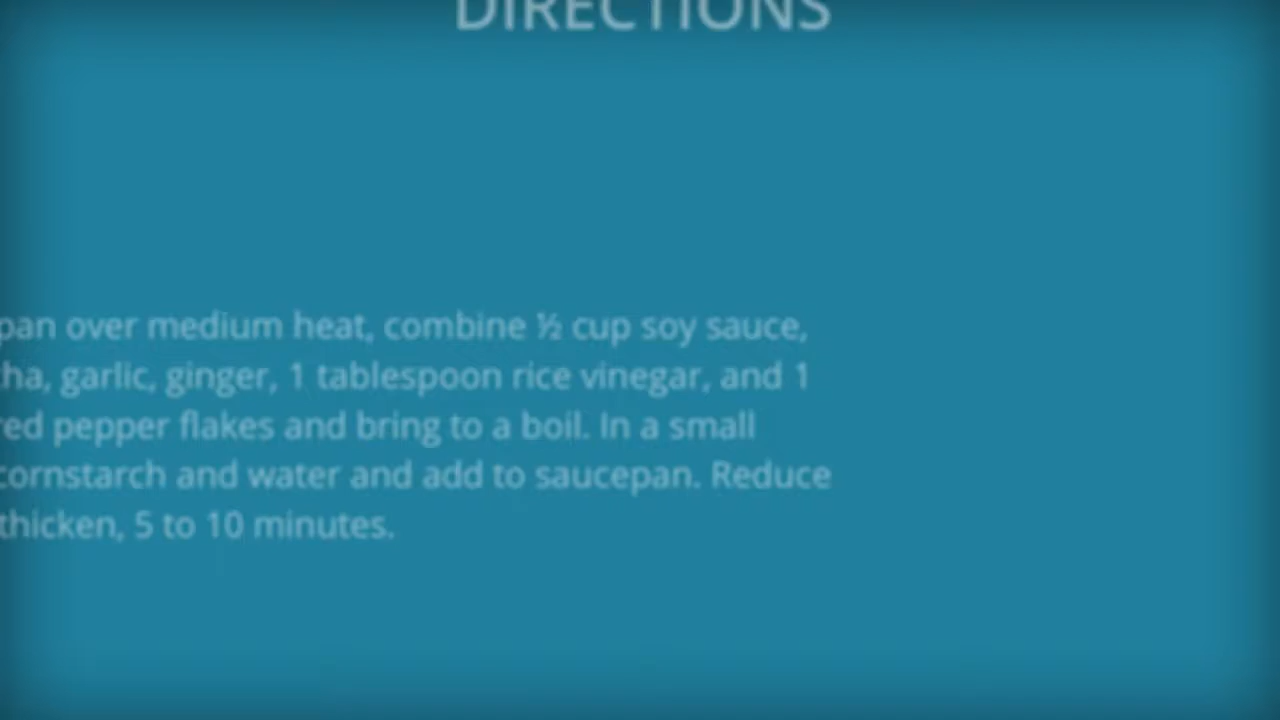 DIRECTIONS
pan over medium heat, combine ½ cup soy sauce,
ha, garlic, ginger, 1 tablespoon rice vinegar, and 1
red pepper flakes and bring to a boil. In a small
cornstarch and water and add to saucepan. Reduce
thicken, 5 to 10 minutes.